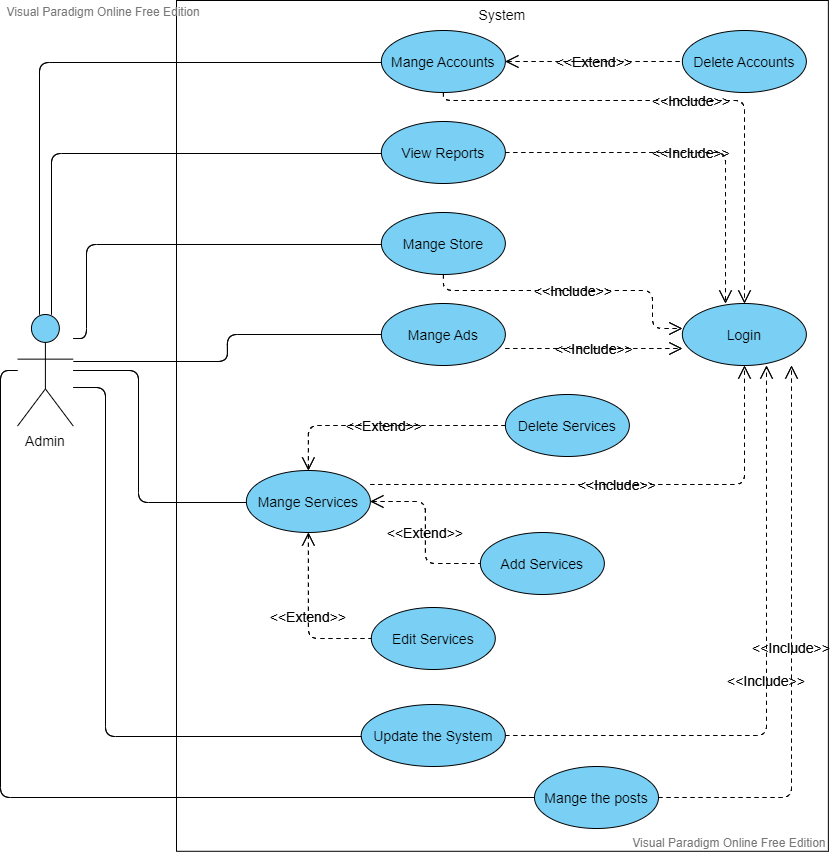 Visual Paradigm Online Free Edition
System
Mange Accounts
<<Extend>>
Delete Accounts
<<Include>>
View Reports
<<Include>>
Mange Store
<<Include>>
Mange Ads
<<Include>>
Login
Admin
Delete Services
<<Extend>>
<<Include>>
Mange Services
<<Extend>>
Add Services
<<Extend>>
Edit Services
<<Include>>
<<Include>>
Update the System
Mange the posts
Visual Paradigm Online Free Edition